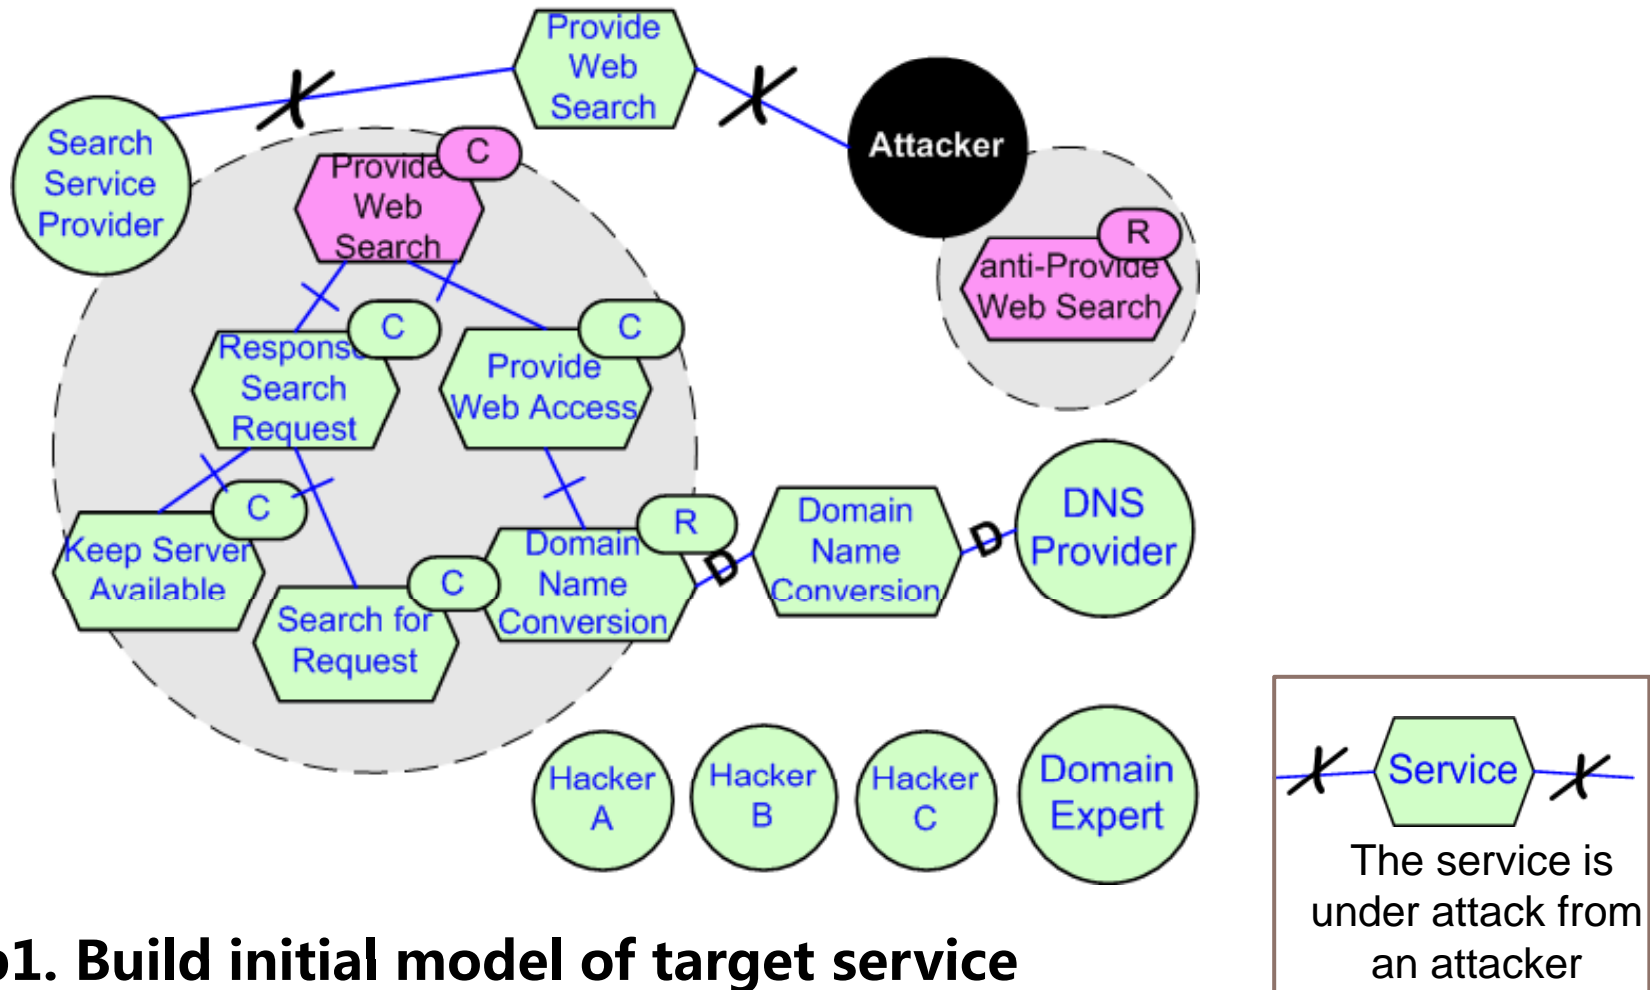 Provide
Web
Search
Search
Service
Provider
Attacker
C
Provide
Web
Search
R
anti-Provide
Web Search
C
Response
Search
Request
C
Provide
Web Access
C
Keep Server
Available
C
Search for
Request
R
Domain
Name
Conversion
D
Domain
Name
Conversion
D
DNS
Provider
Hacker
A
Hacker
B
Hacker
C
Domain
Expert
Service
The service is
under attack from
an attacker
p1. Build initial model of target service